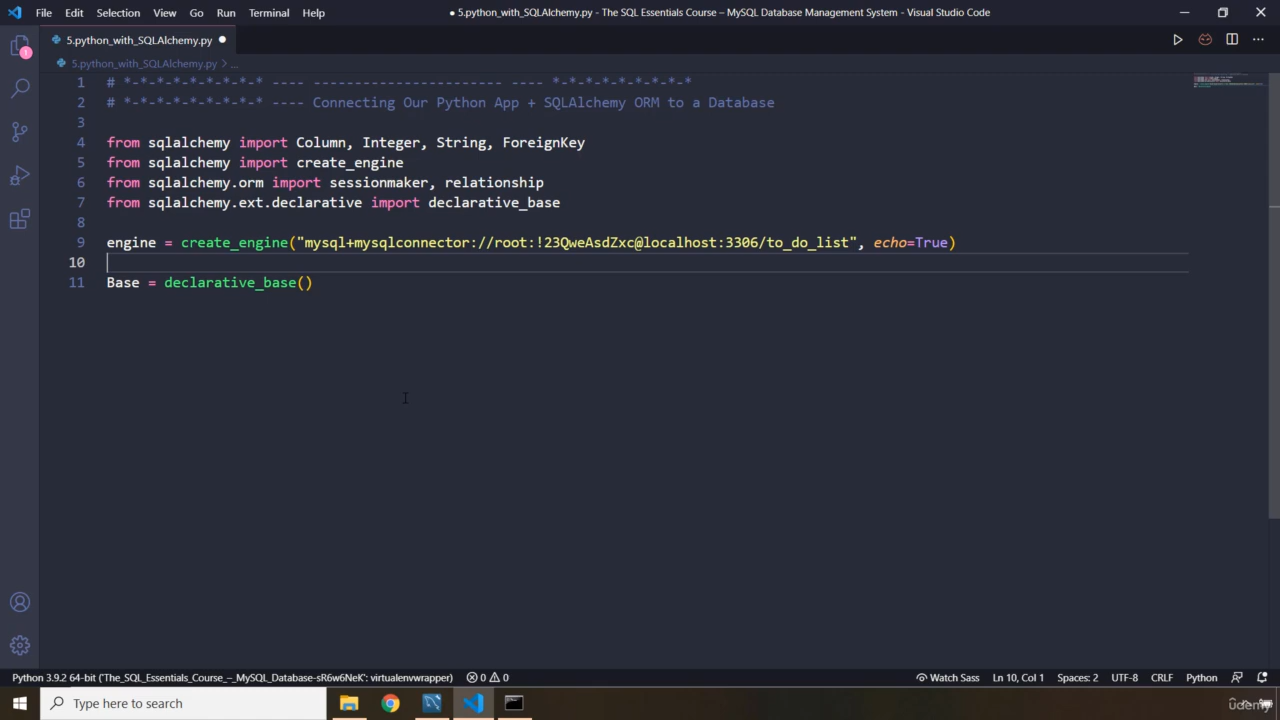 File Edit Selection View Go Run Terminal Help
● 5.python_with_SQLAlchemy.py - The SQL Essentials Course – MySQL Database Management System - Visual Studio Code
5.python_with_SQLAlchemy.py ●
5.python_with_SQLAlchemy.py > ...
1 # *-*-*-*-*-*-*-*-* ---- ----------------------- ---- *-*-*-*-*-*-*-*-*
2 # *-*-*-*-*-*-*-*-* ---- Connecting Our Python App + SQLAlchemy ORM to a Database
3
4 from sqlalchemy import Column, Integer, String, ForeignKey
5 from sqlalchemy import create_engine
6 from sqlalchemy.orm import sessionmaker, relationship
7 from sqlalchemy.ext.declarative import declarative_base
8
9 engine = create_engine("mysql+mysqlconnector://root:!23QweAsdZxc@localhost:3306/to_do_list", echo=True)
10
11 Base = declarative_base()
1
Python 3.9.2 64-bit ('The_SQL_Essentials_Course_–_MySQL_Database-sR6w6NeK': virtualenvwrapper) 0 0 Watch Sass Ln 10, Col 1 Spaces: 2 UTF-8 CRLF Python
Type here to search
udemy